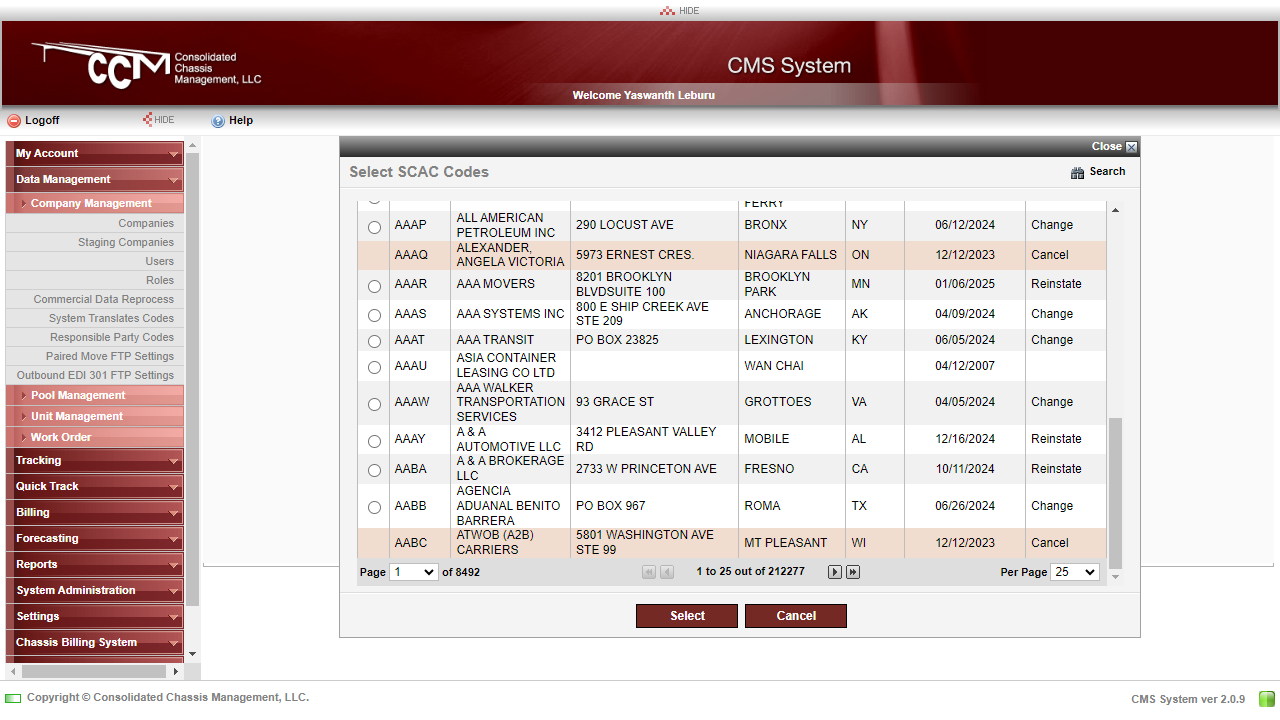 HIDE
CCM Consolidated
Chassis
Management, LLC
CMS System
Welcome Yaswanth Leburu
Logoff
HIDE
Help
My Account
Data Management
Company Management
Companies
Staging Companies
Users
Roles
Commercial Data Reprocess
System Translates Codes
Responsible Party Codes
Paired Move FTP Settings
Outbound EDI 301 FTP Settings
Pool Management
Unit Management
Work Order
Tracking
Quick Track
Billing
Forecasting
Reports
System Administration
Settings
Chassis Billing System
Close
Select SCAC Codes
Search
FERRY
AAAP ALL AMERICAN PETROLEUM INC 290 LOCUST AVE BRONX NY 06/12/2024 Change
AAAQ ALEXANDER, ANGELA VICTORIA 5973 ERNEST CRES. NIAGARA FALLS ON 12/12/2023 Cancel
AAAR AAA MOVERS 8201 BROOKLYN BLVDSUITE 100 BROOKLYN PARK MN 01/06/2025 Reinstate
AAAS AAA SYSTEMS INC 800 E SHIP CREEK AVE STE 209 ANCHORAGE AK 04/09/2024 Change
AAAT AAA TRANSIT PO BOX 23825 LEXINGTON KY 06/05/2024 Change
AAAU ASIA CONTAINER LEASING CO LTD WAN CHAI 04/12/2007
AAAW AAA WALKER TRANSPORTATION SERVICES 93 GRACE ST GROTTOES VA 04/05/2024 Change
AAAY A & A AUTOMOTIVE LLC 3412 PLEASANT VALLEY RD MOBILE AL 12/16/2024 Reinstate
AABA A & A BROKERAGE LLC 2733 W PRINCETON AVE FRESNO CA 10/11/2024 Reinstate
AABB AGENCIA ADUANAL BENITO BARRERA PO BOX 967 ROMA TX 06/26/2024 Change
AABC ATWOB (A2B) CARRIERS 5801 WASHINGTON AVE STE 99 MT PLEASANT WI 12/12/2023 Cancel
Page 1 of 8492
1 to 25 out of 212277
Per Page 25
Select
Cancel
Copyright © Consolidated Chassis Management, LLC.
CMS System ver 2.0.9